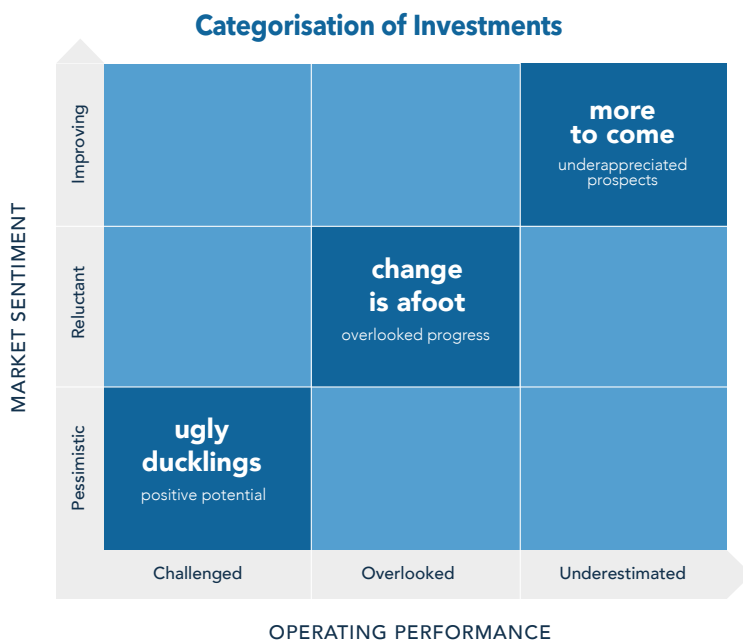 Categorisation of Investments
MARKET SENTIMENT
Improving
more
to come
underappreciated
prospects
Reluctant
change
is afoot
overlooked progress
Pessimistic
ugly
ducklings
positive potential
Challenged
Overlooked
Underestimated
OPERATING PERFORMANCE